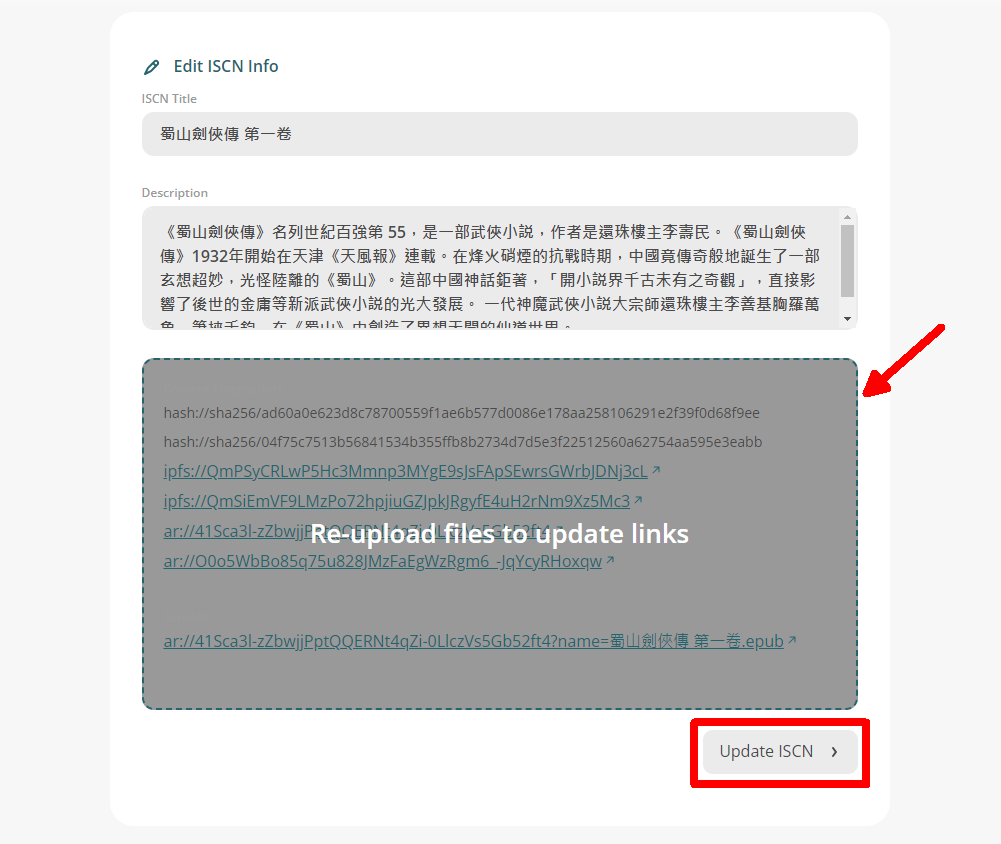 Edit ISCN Info
ISCN Title
蜀山劍俠傳 第一卷
Description
《蜀山劍俠傳》名列世紀百強第 55，是一部武俠小説，作者是還珠樓主李壽民。《蜀山劍俠
傳》1932年開始在天津《天風報》連載。在烽火硝煙的抗戰時期，中國竟傳奇般地誕生了一部
玄想超妙，光怪陸離的《蜀山》。這部中國神話鉅著，「開小説界千古未有之奇觀」，直接影
響了後世的金庸等新派武俠小説的光大發展。 一代神魔武俠小説大宗師還珠樓主李善基胸羅萬
hash://sha256/ad60a0e623d8c78700559f1ae6b577d0086e178aa258106291e2f39f0d68f9ee
hash://sha256/04f75c7513b56841534b355ffb8b2734d7d5e3f22512560a62754aa595e3eabb
ipfs://QmPSyCRLwP5Hc3Mmnp3MYgE9sJsFApSEwrsGWrbJDNj3cL
ipfs://QmSiEmVF9LMzPo72hpjiuGZJpkJRgyfE4uH2rNm9Xz5Mc3
Re-upload files to update links
ar://O0o5WbBo85q75u828JMzFaEgWzRgm6_-JqYcyRHoxqw
ar://41Sca3l-zZbwjjPptQQERNt4qZi-0LlczVs5Gb52ft4?name=蜀山劍俠傳 第一卷.epub
Update ISCN